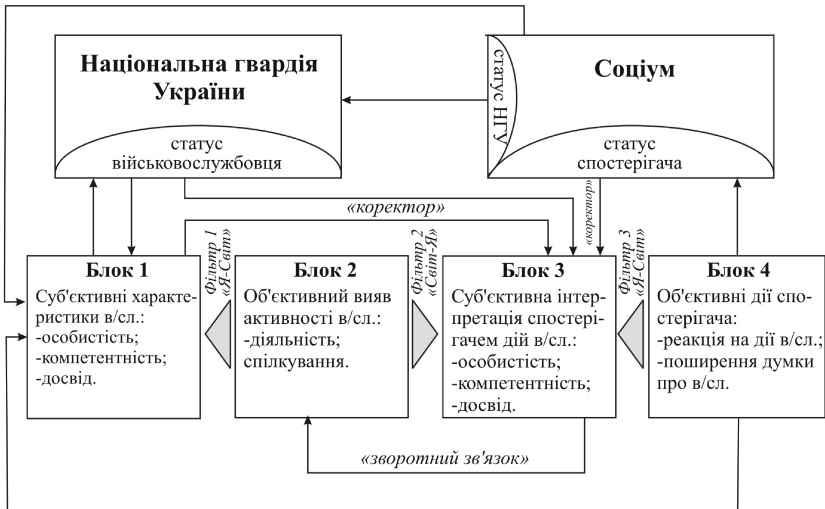 Національна гвардія
України
статус
військовослужбовця
статус НГУ
Соціум
статус
спостерігача
«коректор»
«коректор»
Фільтр 1
«Я-Світ»
Фільтр 2
«Світ-Я»
Фільтр 3
«Я-Світ»
Блок 1
Суб'єктивні характе-
ристики в/сл.:
-особистість;
-компетентність;
-досвід.
Блок 2
Об'єктивний вияв
активності в/сл.:
-діяльність;
спілкування.
Блок 3
Суб'єктивна інтер-
претація спостері-
гачем дій в/сл.:
-особистість;
-компетентність;
-досвід.
Блок 4
Об'єктивні дії спо-
стерігача:
-реакція на дії в/сл.;
-поширення думки
про в/сл.
«зворотний зв'язок»